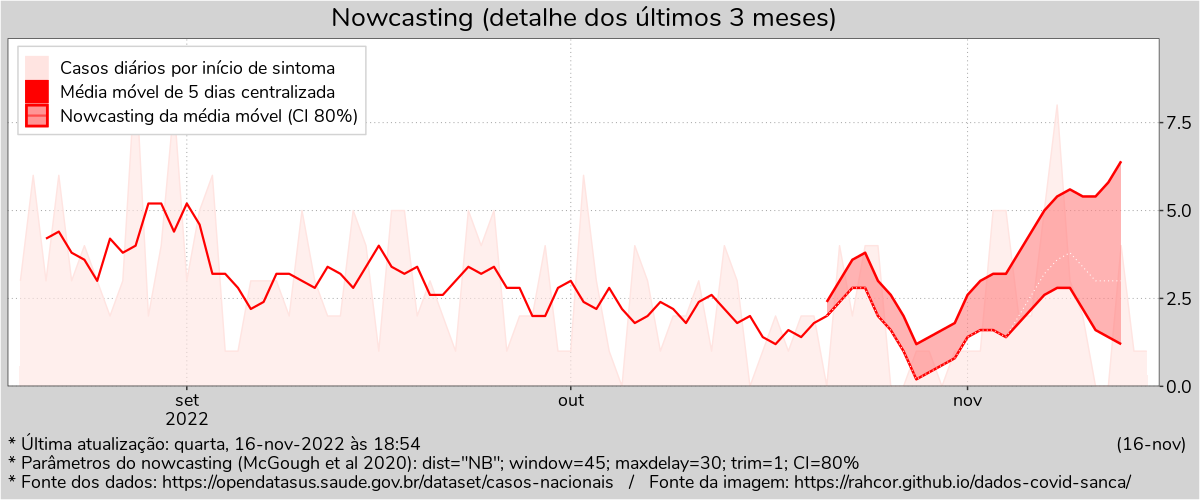 Nowcasting (detalhe dos últimos 3 meses)
Casos diários por início de sintoma
Média móvel de 5 dias centralizada
Nowcasting da média móvel (CI 80%)
7.5
5.0
2.5
0.0
set out nov
2022
* Última atualização: quarta, 16-nov-2022 às 18:54 (16-nov)
* Parâmetros do nowcasting (McGough et al 2020): dist="NB"; window=45; maxdelay=30; trim=1; CI=80%
* Fonte dos dados: https://opendatasus.saude.gov.br/dataset/casos-nacionais / Fonte da imagem: https://rahcor.github.io/dados-covid-sanca/